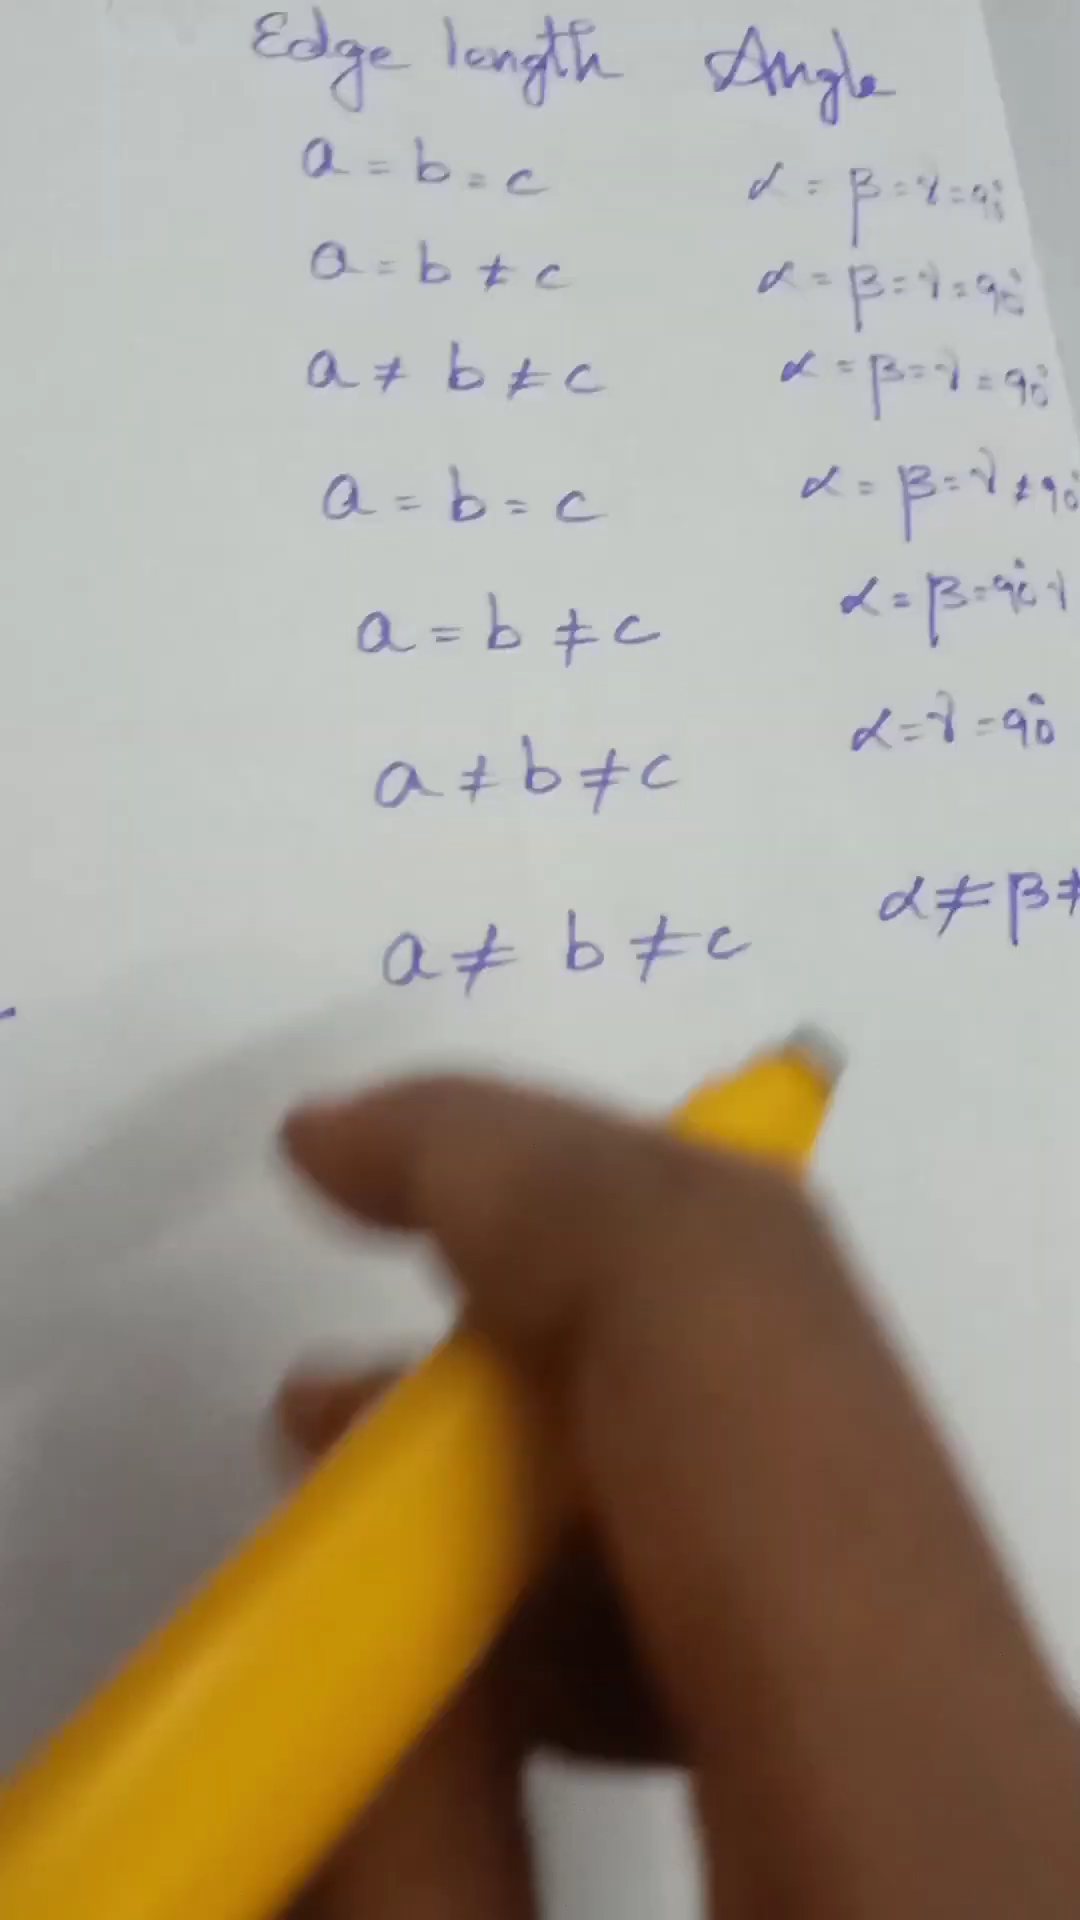 Edge length Angle
a = b = c α = β = γ = 90°
a = b ≠ c α = β = γ = 90°
a ≠ b ≠ c α = β = γ = 90°
a = b = c α = β = γ ≠ 90°
a = b ≠ c α = β = 90° γ
a ≠ b ≠ c α = γ = 90°
a ≠ b ≠ c α ≠ β ≠